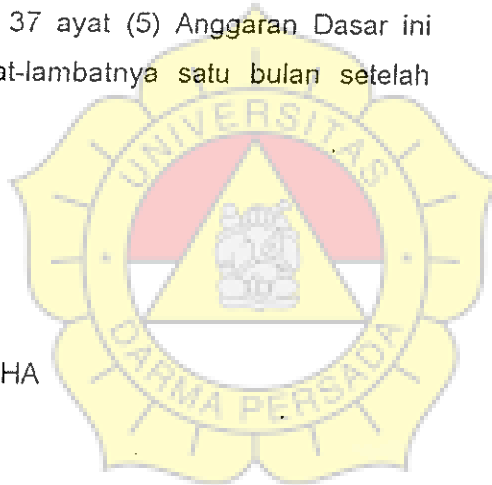 37 ayat (5) Anggaran Dasar ini
at-lambatnya satu bulan setelah
UNIVERSITAS
HA
DARMA PERSADA